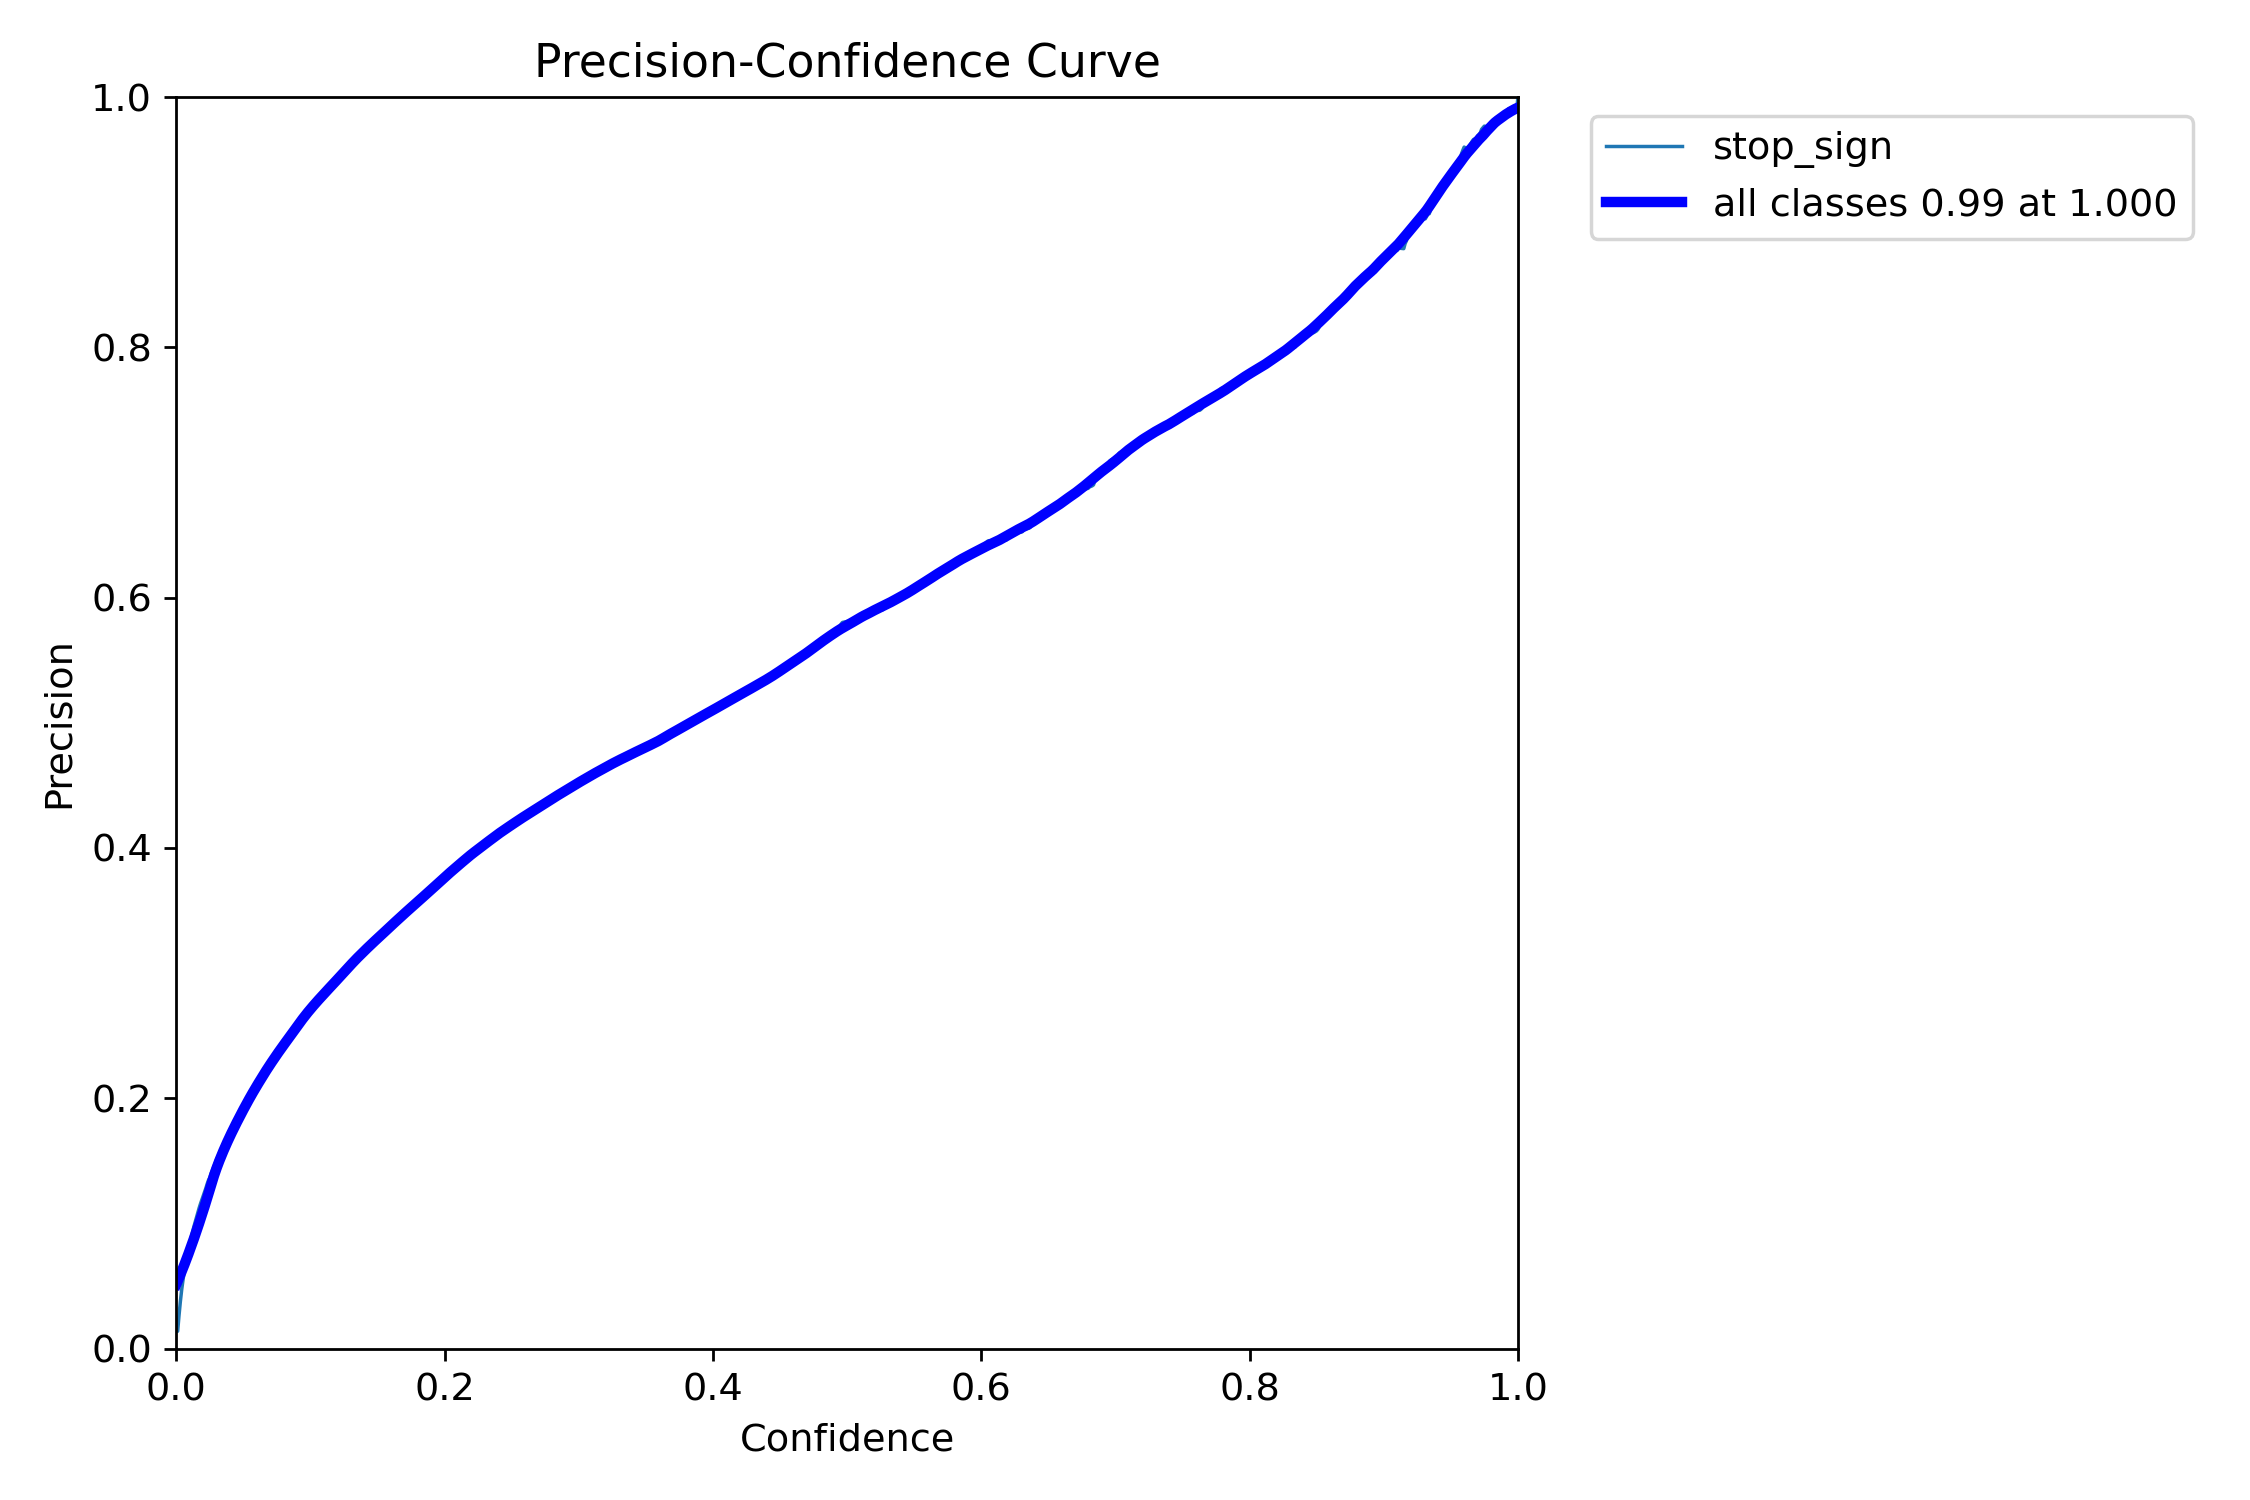 Precision-Confidence Curve
1.0
0.8
0.6
0.4
0.2
0.0
Precision
0.0 0.2 0.4 0.6 0.8 1.0
Confidence
stop_sign
all classes 0.99 at 1.000